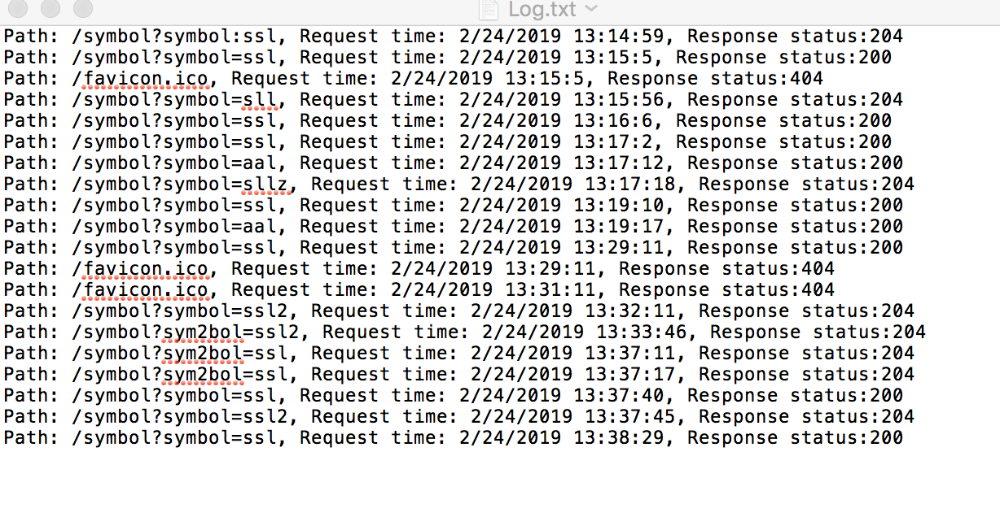 Log.txt
Path: /symbol?symbol:ssl, Request time: 2/24/2019 13:14:59, Response status:204
Path: /symbol?symbol=ssl, Request time: 2/24/2019 13:15:5, Response status:200
Path: /favicon.ico, Request time: 2/24/2019 13:15:5, Response status:404
Path: /symbol?symbol=sll, Request time: 2/24/2019 13:15:56, Response status:204
Path: /symbol?symbol=ssl, Request time: 2/24/2019 13:16:6, Response status:200
Path: /symbol?symbol=ssl, Request time: 2/24/2019 13:17:2, Response status:200
Path: /symbol?symbol=aal, Request time: 2/24/2019 13:17:12, Response status:200
Path: /symbol?symbol=sllz, Request time: 2/24/2019 13:17:18, Response status:204
Path: /symbol?symbol=ssl, Request time: 2/24/2019 13:19:10, Response status:200
Path: /symbol?symbol=aal, Request time: 2/24/2019 13:19:17, Response status:200
Path: /symbol?symbol=ssl, Request time: 2/24/2019 13:29:11, Response status:200
Path: /favicon.ico, Request time: 2/24/2019 13:29:11, Response status:404
Path: /favicon.ico, Request time: 2/24/2019 13:31:11, Response status:404
Path: /symbol?symbol=ssl2, Request time: 2/24/2019 13:32:11, Response status:204
Path: /symbol?sym2bol=ssl2, Request time: 2/24/2019 13:33:46, Response status:204
Path: /symbol?sym2bol=ssl, Request time: 2/24/2019 13:37:11, Response status:204
Path: /symbol?sym2bol=ssl, Request time: 2/24/2019 13:37:17, Response status:204
Path: /symbol?symbol=ssl, Request time: 2/24/2019 13:37:40, Response status:200
Path: /symbol?symbol=ssl2, Request time: 2/24/2019 13:37:45, Response status:204
Path: /symbol?symbol=ssl, Request time: 2/24/2019 13:38:29, Response status:200